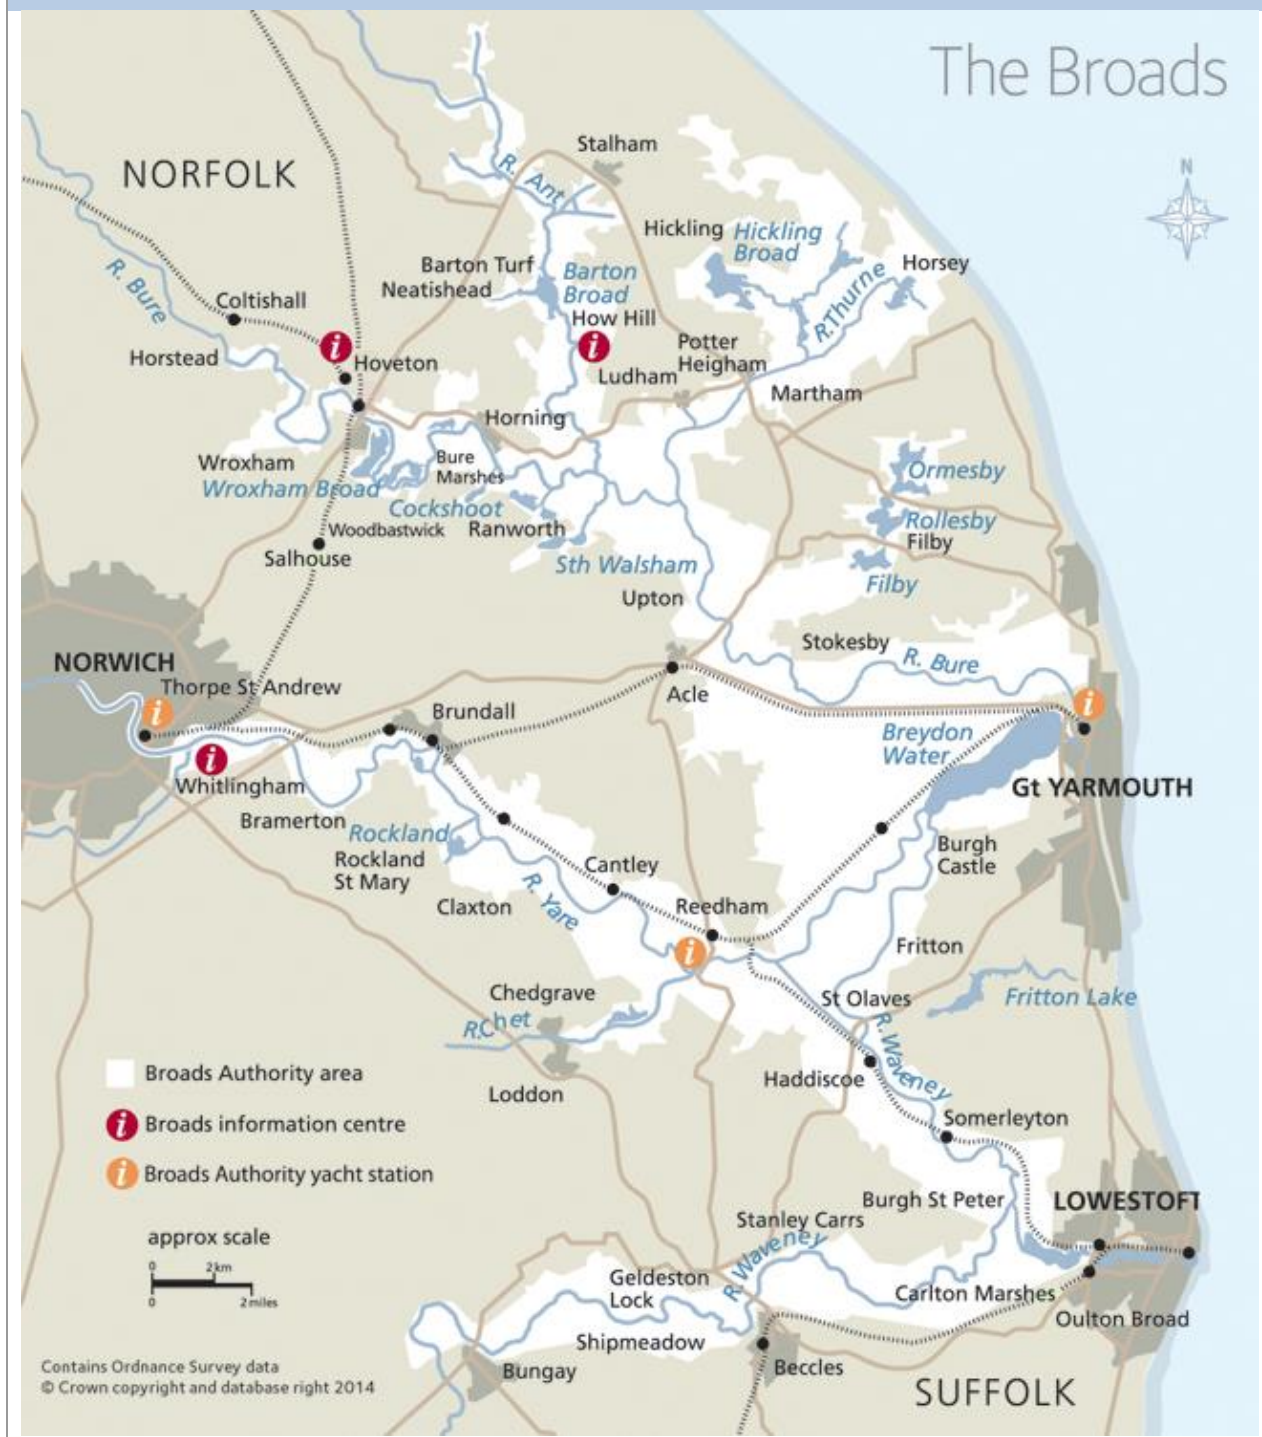 The Broads
N
NORFOLK
Stalham
R. Ant
Hickling
Hickling
Broad
Horsey
R. Bure
Barton Turf
Neatishead
Barton
Broad
How Hill
R.Thurne
Coltishall
Horstead
i
Hoveton
i
Ludham
Potter
Heigham
Martham
Horning
Wroxham
Wroxham Broad
Bure
Marshes
Cockshoot
Ranworth
Woodbastwick
Salhouse
Ormesby
Rollesby
Filby
Filby
Sth Walsham
Upton
Stokesby
R. Bure
NORWICH
Thorpe St Andrew
i
Brundall
Acle
i
Breydon
Water
i
Whitlingham
Gt YARMOUTH
Bramerton
Rockland
Rockland
St Mary
Burgh
Castle
Cantley
Claxton
R. Yare
Reedham
i
Fritton
Chedgrave
R.Chet
St Olaves
Fritton Lake
R. Waveney
Loddon
Haddiscoe
Somerleyton
Broads Authority area
i
Broads information centre
i
Broads Authority yacht station
Burgh St Peter
LOWESTOFT
Stanley Carrs
R. Waveney
approx scale
0 2km
0 2 miles
Geldeston
Lock
Carlton Marshes
Oulton Broad
Shipmeadow
Bungay
Beccles
SUFFOLK
Contains Ordnance Survey data
© Crown copyright and database right 2014